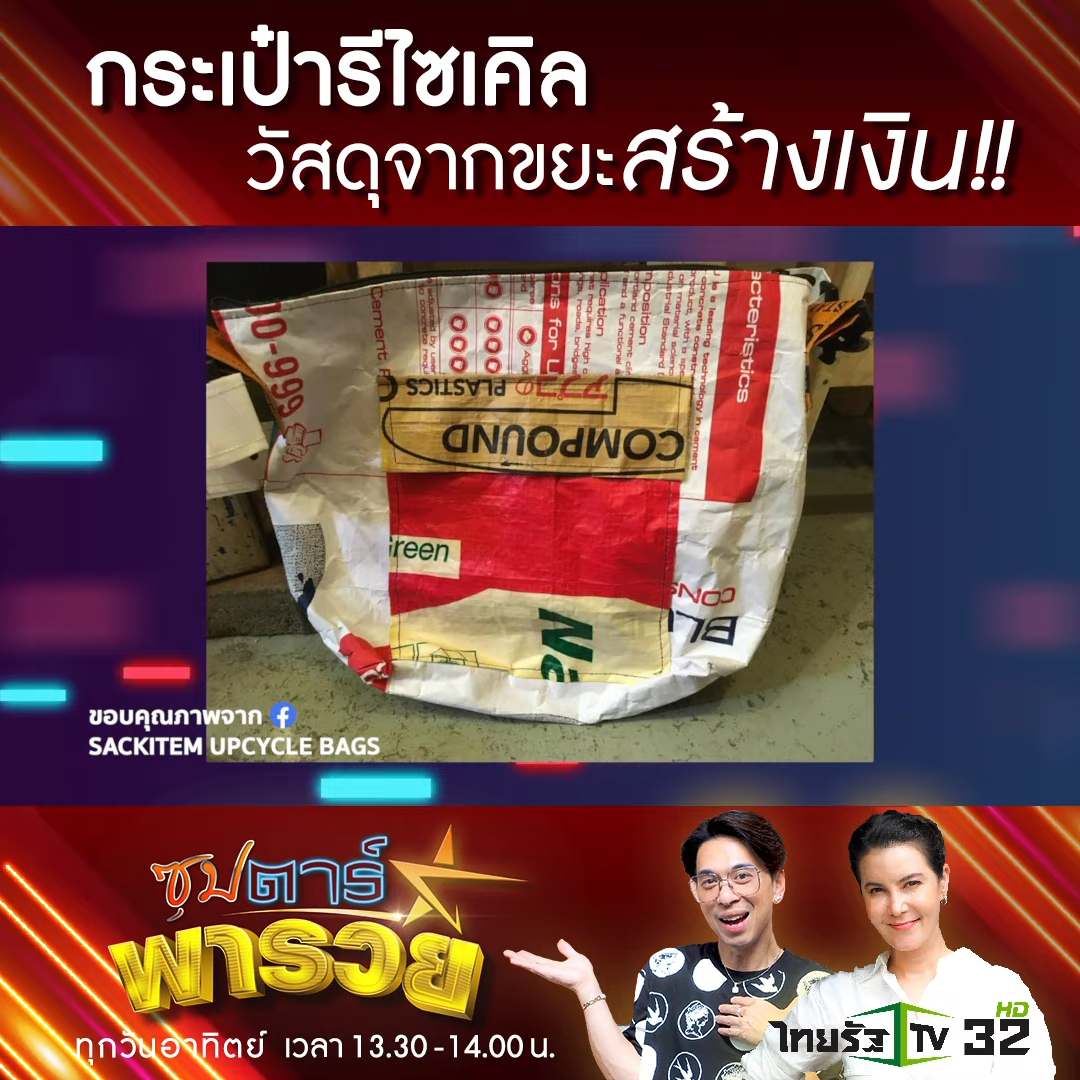 กระเป๋ารีไซเคิล
วัสดุจากขยะสร้างเงิน!!
acteristics
Cement
PLASTICS
COMPOUND
Green
CONS
BLU
Ne
ขอบคุณภาพจาก
SACKITEM UPCYCLE BAGS
ซุปตาร์
พารวย
ทุกวันอาทิตย์ เวลา 13.30 - 14.00 น.
ไทยรัฐ TV 32 HD